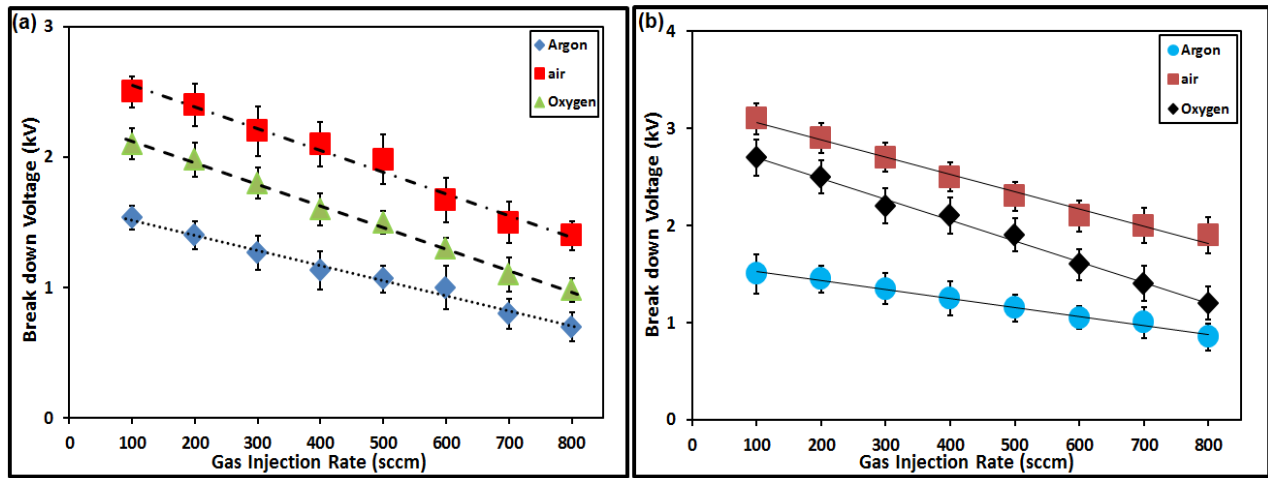 (a)
3
2
1
0
Break down Voltage (kV)
Argon
air
Oxygen
0 100 200 300 400 500 600 700 800
Gas Injection Rate (sccm)
(b)
4
3
2
1
0
Break down Voltage (kV)
Argon
air
Oxygen
0 100 200 300 400 500 600 700 800
Gas Injection Rate (sccm)